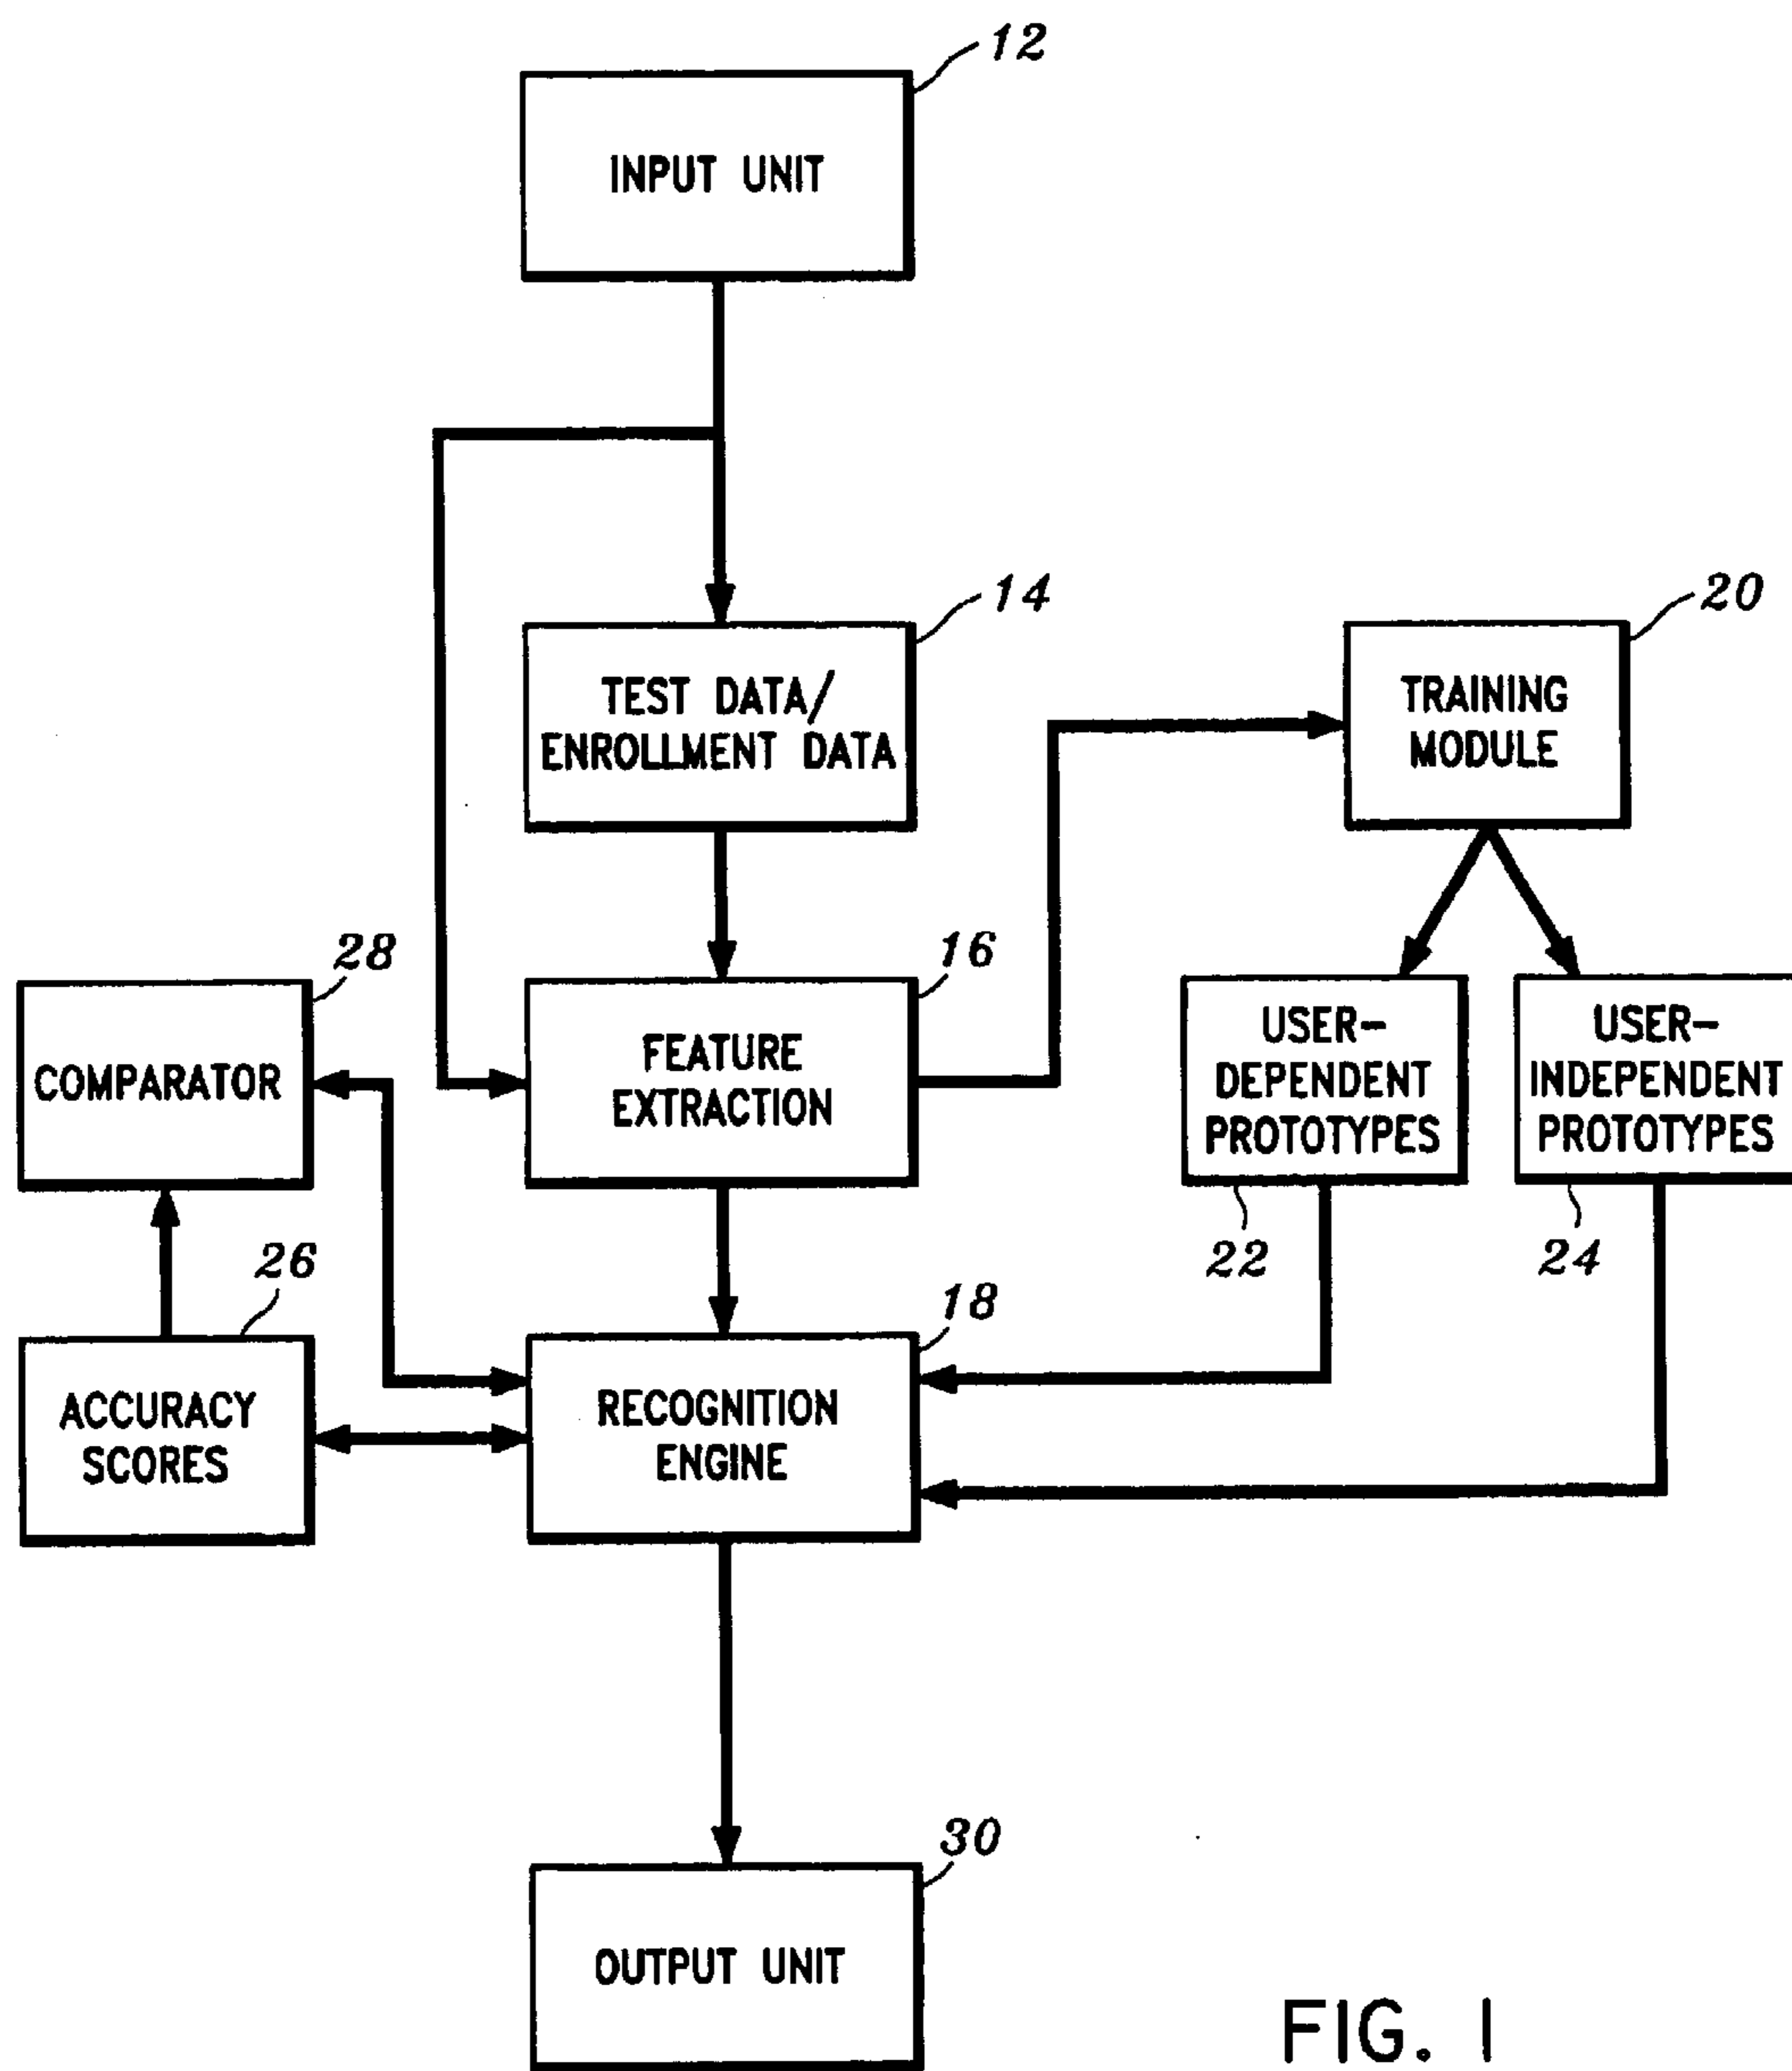 12
INPUT UNIT
14
TEST DATA/
ENROLLMENT DATA
20
TRAINING
MODULE
28
COMPARATOR
16
FEATURE
EXTRACTION
USER-
DEPENDENT
PROTOTYPES
22
USER-
INDEPENDENT
PROTOTYPES
24
26
ACCURACY
SCORES
18
RECOGNITION
ENGINE
30
OUTPUT UNIT
FIG. 1